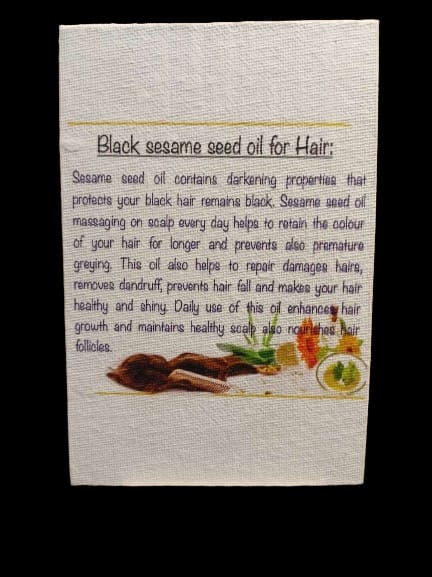 Black sesame seed oil for Hair:
Sesame seed oil contains darkening properties that
protects your black hair remains black. Sesame seed oil
massaging on scalp every day helps to retain the colour
of your hair for longer and prevents also premature
greying. This oil also helps to repair damages hairs,
removes dandruff, prevents hair fall and makes your hair
healthy and shiny. Daily use of this oil enhances hair
growth and maintains healthy scalp also nourishes hair
follicles.